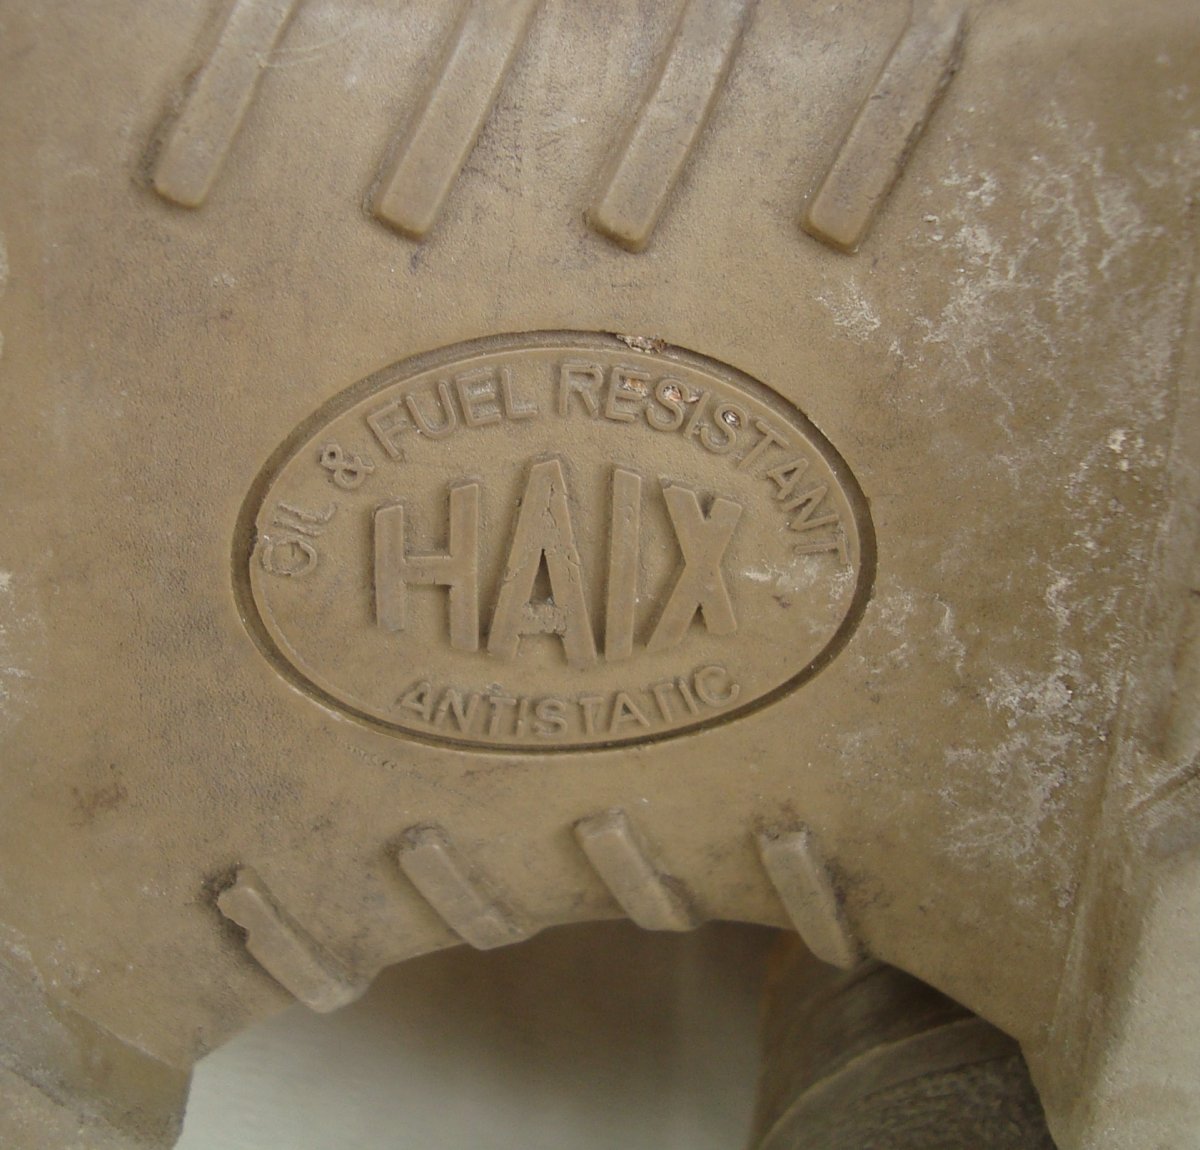 OIL & FUEL RESISTANT
HAIX
ANTISTATIC